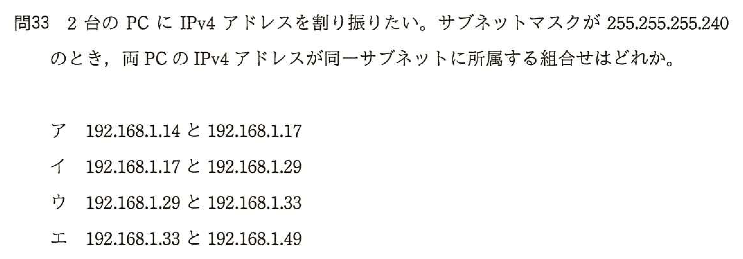 問33 2 台の PC に IPv4 アドレスを割り振りたい。サブネットマスクが 255.255.255.240
のとき，両 PC の IPv4 アドレスが同一サブネットに所属する組合せはどれか。
ア 192.168.1.14 と 192.168.1.17
イ 192.168.1.17 と 192.168.1.29
ウ 192.168.1.29 と 192.168.1.33
エ 192.168.1.33 と 192.168.1.49